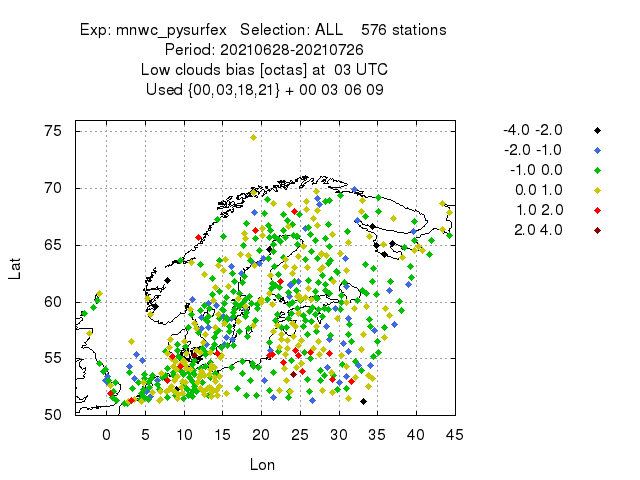 Exp: mnwc_pysurfex   Selection: ALL    576 stations
Period: 20210628-20210726
Low clouds bias [octas] at  03 UTC
Used {00,03,18,21} + 00 03 06 09
-4.0 -2.0
-2.0 -1.0
-1.0 0.0
0.0 1.0
1.0 2.0
2.0 4.0
75
70
65
60
55
50
Lat
0 5 10 15 20 25 30 35 40 45
Lon